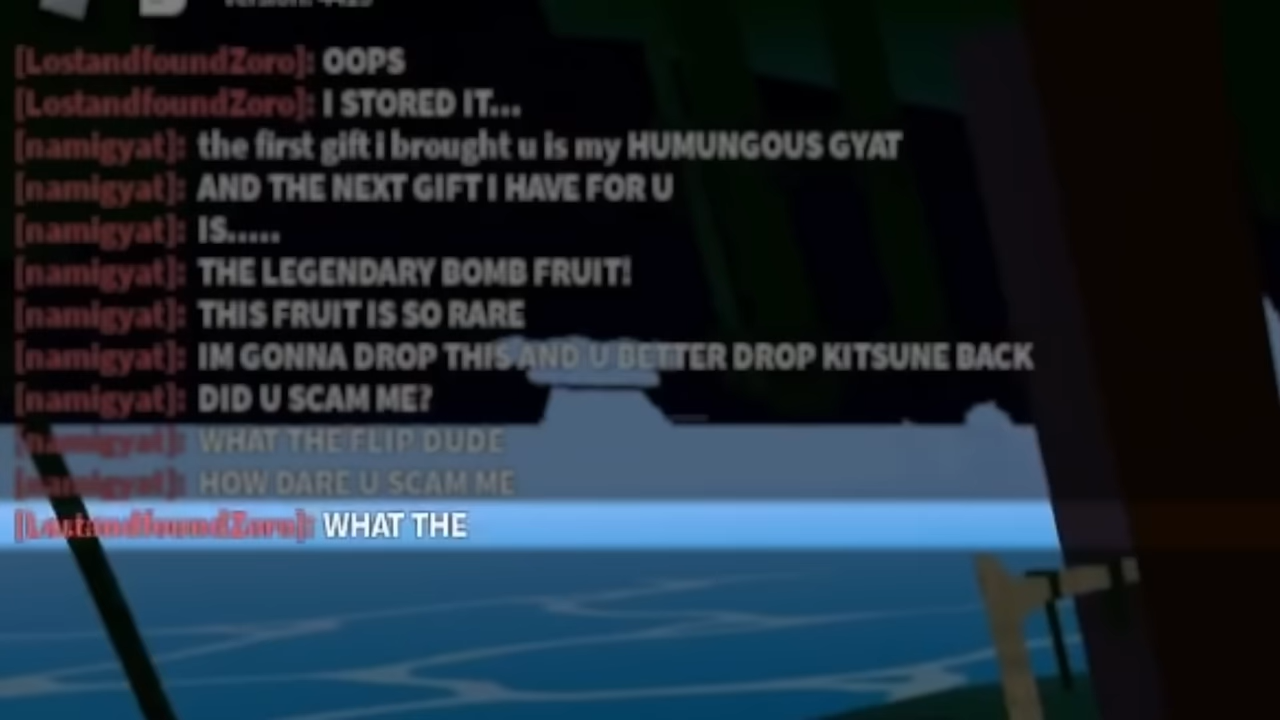 [LostandfoundZoro]: OOPS
[LostandfoundZoro]: I STORED IT...
[namigyat]: the first gift i brought u is my HUMUNGOUS GYAT
[namigyat]: AND THE NEXT GIFT I HAVE FOR U
[namigyat]: IS.....
[namigyat]: THE LEGENDARY BOMB FRUIT!
[namigyat]: THIS FRUIT IS SO RARE
[namigyat]: IM GONNA DROP THIS AND U BETTER DROP KITSUNE BACK
[namigyat]: DID U SCAM ME?
[namigyat]: WHAT THE FLIP DUDE
[namigyat]: HOW DARE U SCAM ME
[LostandfoundZoro]: WHAT THE